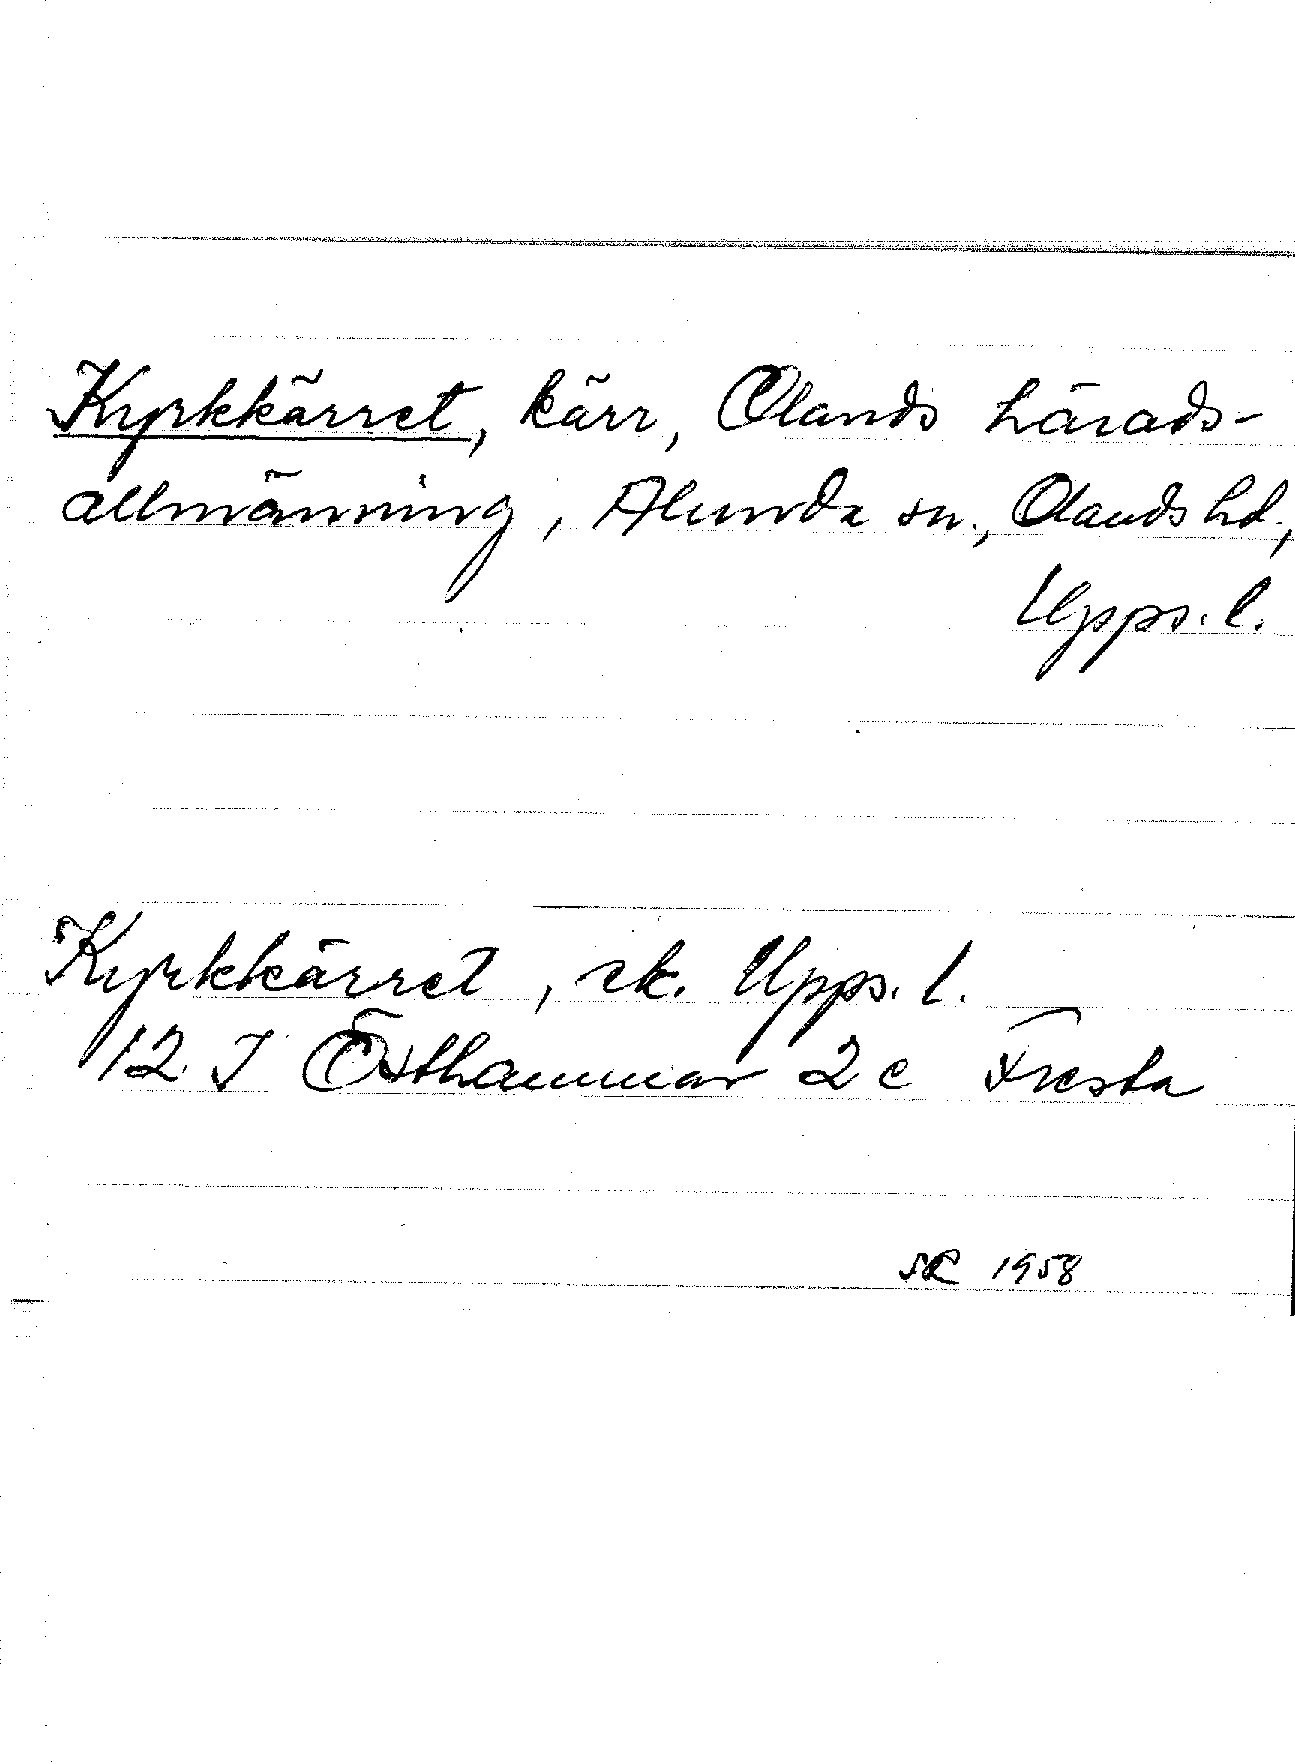 Kyrkkärret, kärr, Olands härads-
allmänning, Alunda sn., Olands hd.,
Upps. l.
Kyrkkärret, ek. Upps. l.
12 I Östhammar 2 c Fresta
1958